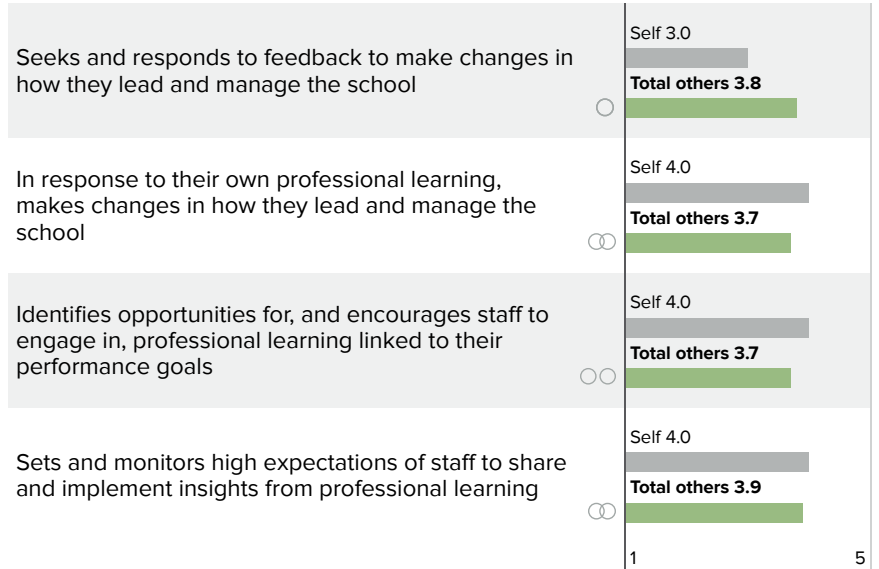 Self 3.0
Seeks and responds to feedback to make changes in
how they lead and manage the school
Total others 3.8
Self 4.0
In response to their own professional learning,
makes changes in how they lead and manage the
school
Total others 3.7
Self 4.0
Identifies opportunities for, and encourages staff to
engage in, professional learning linked to their
performance goals
Total others 3.7
Self 4.0
Sets and monitors high expectations of staff to share
and implement insights from professional learning
Total others 3.9
1 5